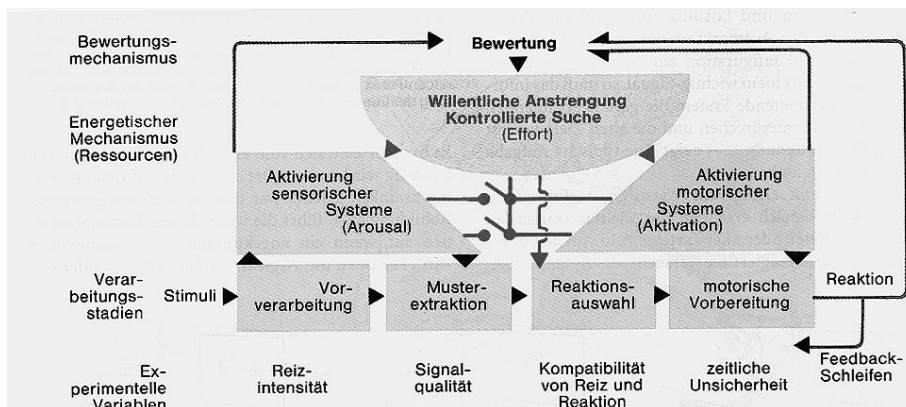 Bewertungs-
mechanismus
Bewertung
Willentliche Anstrengung
Kontrollierte Suche
(Effort)
Energetischer
Mechanismus
(Ressourcen)
Aktivierung
sensorischer
Systeme
(Arousal)
Aktivierung
motorischer
Systeme
(Aktivation)
Verar-
beitungs-
stadien
Stimuli
Vor-
verarbeitung
Muster-
extraktion
Reaktions-
auswahl
motorische
Vorbereitung
Reaktion
Ex-
perimentelle
Variablen
Reiz-
intensität
Signal-
qualität
Kompatibilität
von Reiz und
Reaktion
zeitliche
Unsicherheit
Feedback-
Schleifen